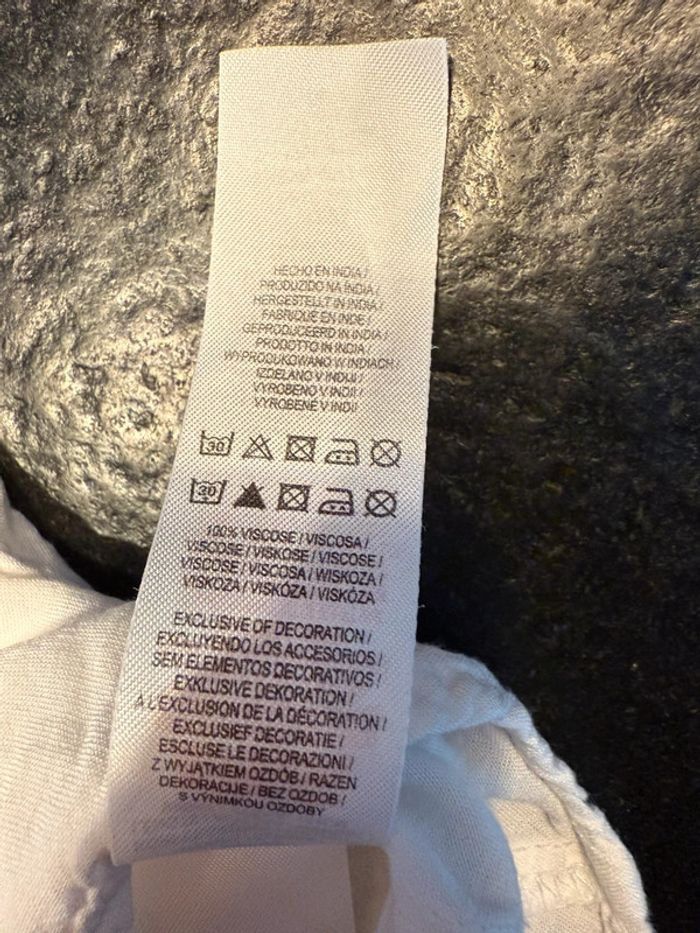 HECHO EN INDIA /
PRODUZIDO NA ÍNDIA /
HERGESTELLT IN INDIA /
FABRIQUE EN INDE /
GEPRODUCEERD IN INDIA /
PRODOTTO IN INDIA /
WYPRODUKOWANO W INDIACH /
IZDELANO V INDIJI /
VYROBENO V INDII /
VYROBENÉ V INDII
30
30
100% VISCOSE / VISCOSA /
VISCOSE / VISKOSE / VISCOSE /
VISCOSE / VISCOSA / WISKOZA /
VISKOZA / VISKÓZA / VISKÓZA
EXCLUSIVE OF DECORATION /
EXCLUYENDO LOS ACCESORIOS /
SEM ELEMENTOS DECORATIVOS /
EXKLUSIVE DEKORATION /
A L'EXCLUSION DE LA DÉCORATION /
EXCLUSIEF DECORATIE /
ESCLUSE LE DECORAZIONI /
Z WYJĄTKIEM OZDÓB / RAZEN
DEKORACIJE / BEZ OZDOB /
S VÝNIMKOU OZDOBY